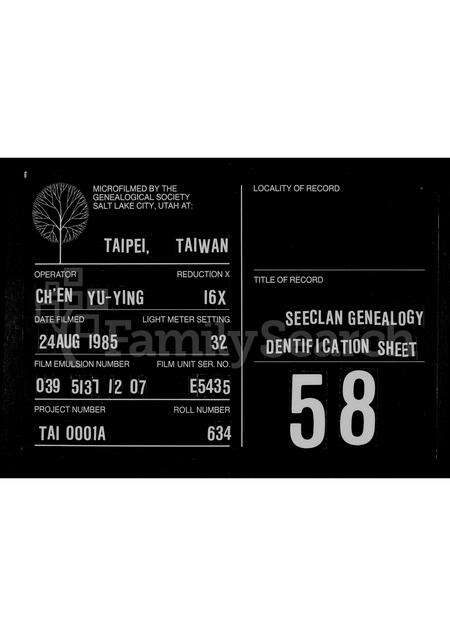 MICROFILMED BY THE
GENEALOGICAL SOCIETY
SALT LAKE CITY, UTAH AT:
TAIPEI, TAIWAN
OPERATOR REDUCTION X
CH'EN YU-YING 16X
DATE FILMED LIGHT METER SETTING
24AUG 1985 32
FILM EMULSION NUMBER FILM UNIT SER. NO.
039 5137 12 07 E5435
PROJECT NUMBER ROLL NUMBER
TAI 0001A 634
LOCALITY OF RECORD
TITLE OF RECORD
SEECLAN GENEALOGY
DENTIFICATION SHEET
58
FamilySearch